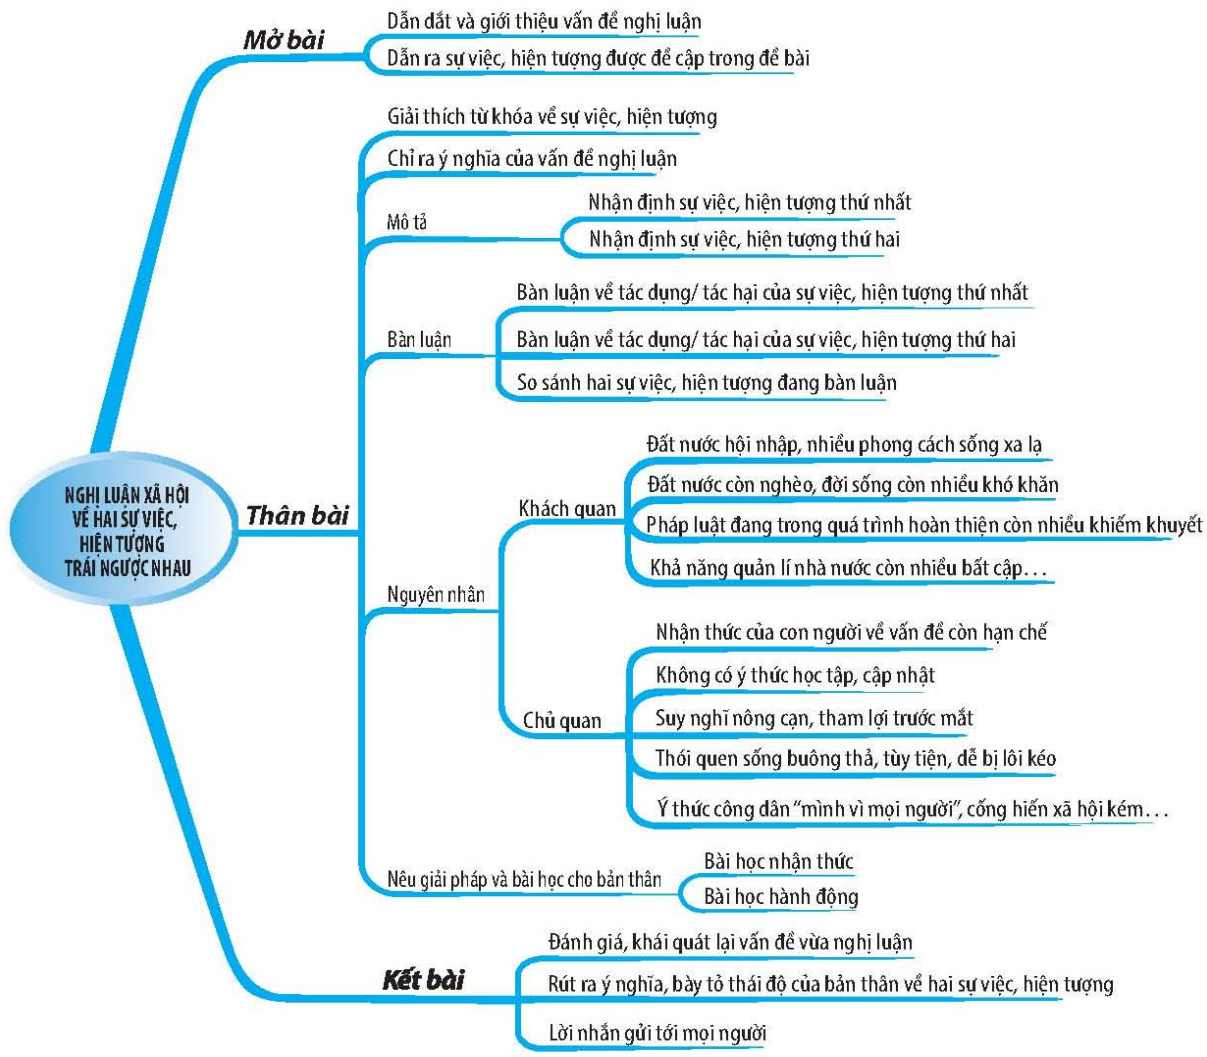 Mở bài
Dẫn dắt và giới thiệu vấn đề nghị luận
Dẫn ra sự việc, hiện tượng được đề cập trong đề bài
NGHỊ LUẬN XÃ HỘI
VỀ HAI SỰ VIỆC,
HIỆN TƯỢNG
TRÁI NGƯỢC NHAU
Thân bài
Giải thích từ khóa về sự việc, hiện tượng
Chỉ ra ý nghĩa của vấn đề nghị luận
Mô tả
Nhận định sự việc, hiện tượng thứ nhất
Nhận định sự việc, hiện tượng thứ hai
Bàn luận
Bàn luận về tác dụng/ tác hại của sự việc, hiện tượng thứ nhất
Bàn luận về tác dụng/ tác hại của sự việc, hiện tượng thứ hai
So sánh hai sự việc, hiện tượng đang bàn luận
Nguyên nhân
Khách quan
Đất nước hội nhập, nhiều phong cách sống xa lạ
Đất nước còn nghèo, đời sống còn nhiều khó khăn
Pháp luật đang trong quá trình hoàn thiện còn nhiều khiếm khuyết
Khả năng quản lí nhà nước còn nhiều bất cập…
Chủ quan
Nhận thức của con người về vấn đề còn hạn chế
Không có ý thức học tập, cập nhật
Suy nghĩ nông cạn, tham lợi trước mắt
Thói quen sống buông thả, tùy tiện, dễ bị lôi kéo
Ý thức công dân “mình vì mọi người”, cống hiến xã hội kém…
Nêu giải pháp và bài học cho bản thân
Bài học nhận thức
Bài học hành động
Kết bài
Đánh giá, khái quát lại vấn đề vừa nghị luận
Rút ra ý nghĩa, bày tỏ thái độ của bản thân về hai sự việc, hiện tượng
Lời nhắn gửi tới mọi người